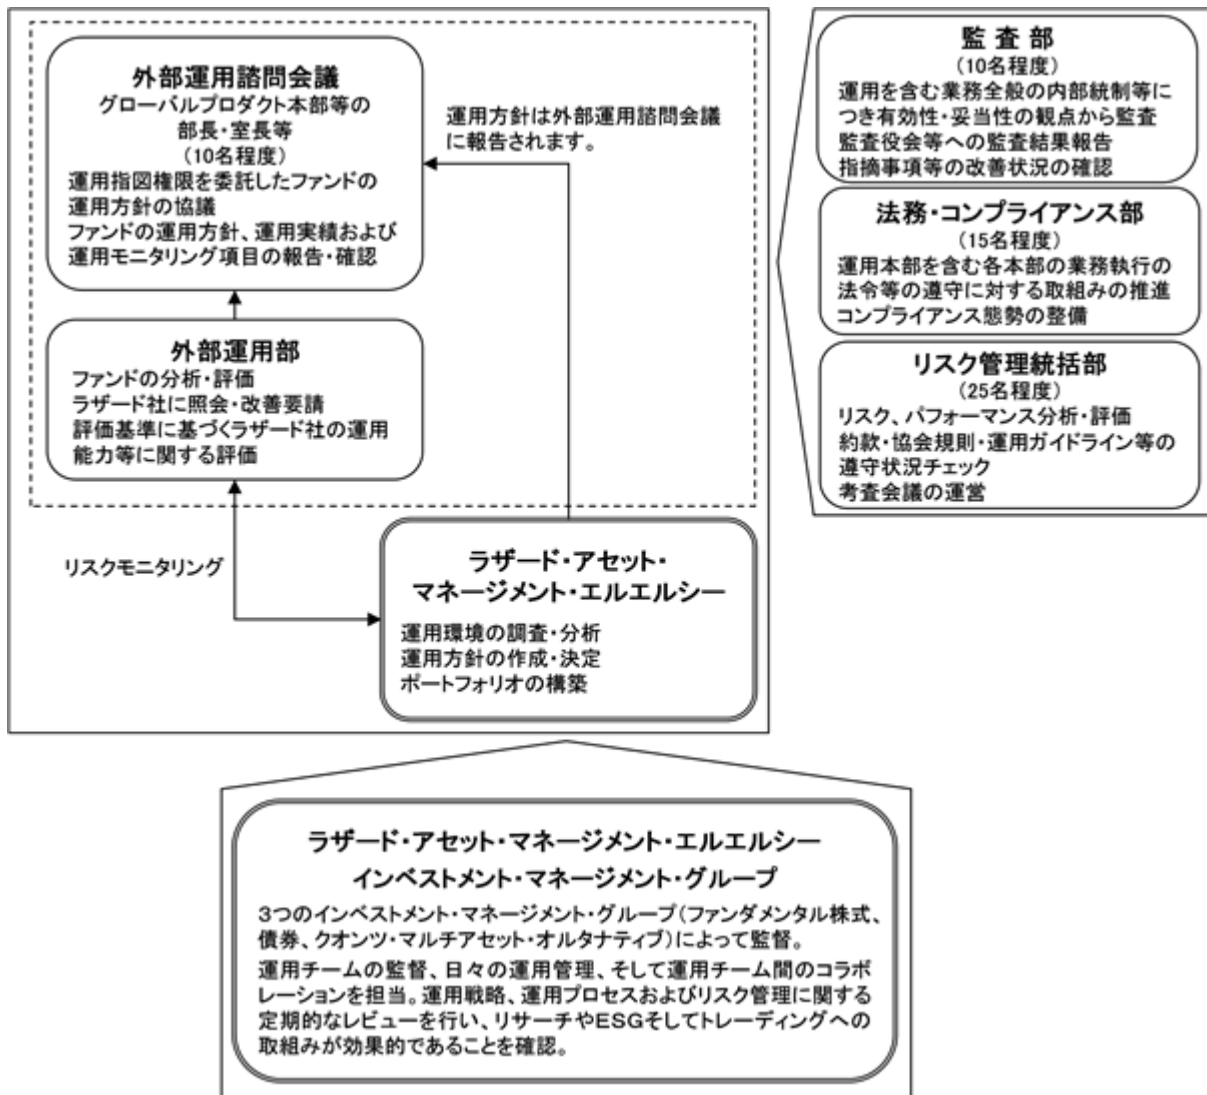 外部運用諮問会議
グローバルプロダクト本部等の
部長・室長等
(10名程度)
運用指図権限を委託したファンドの
運用方針の協議
ファンドの運用方針、運用実績および
運用モニタリング項目の報告・確認
運用方針は外部運用諮問会議
に報告されます。
外部運用部
ファンドの分析・評価
ラザード社に照会・改善要請
評価基準に基づくラザード社の運用
能力等に関する評価
リスクモニタリング
ラザード・アセット・
マネージメント・エルエルシー
運用環境の調査・分析
運用方針の作成・決定
ポートフォリオの構築
監査部
(10名程度)
運用を含む業務全般の内部統制等に
つき有効性・妥当性の観点から監査
監査役会等への監査結果報告
指摘事項等の改善状況の確認
法務・コンプライアンス部
(15名程度)
運用本部を含む各本部の業務執行の
法令等の遵守に対する取組みの推進
コンプライアンス態勢の整備
リスク管理統括部
(25名程度)
リスク、パフォーマンス分析・評価
約款・協会規則・運用ガイドライン等の
遵守状況チェック
考査会議の運営
ラザード・アセット・マネージメント・エルエルシー
インベストメント・マネージメント・グループ
3つのインベストメント・マネージメント・グループ(ファンダメンタル株式、
債券、クオンツ・マルチアセット・オルタナティブ)によって監督。
運用チームの監督、日々の運用管理、そして運用チーム間のコラボ
レーションを担当。運用戦略、運用プロセスおよびリスク管理に関する
定期的なレビューを行い、リサーチやESGそしてトレーディングへの
取組みが効果的であることを確認。